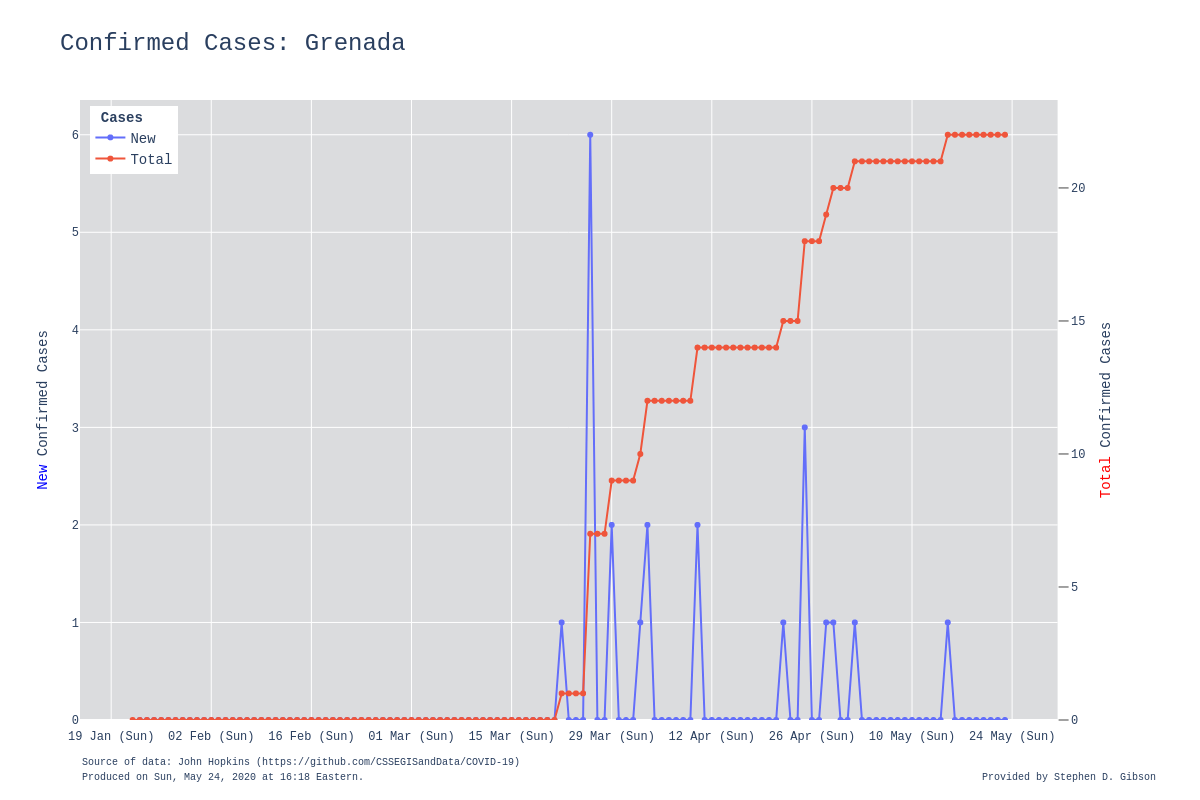 Confirmed Cases: Grenada
Cases
New
Total
6
5
4
3
2
1
0
20
15
10
5
0
New Confirmed Cases
Total Confirmed Cases
19 Jan (Sun) 02 Feb (Sun) 16 Feb (Sun) 01 Mar (Sun) 15 Mar (Sun) 29 Mar (Sun) 12 Apr (Sun) 26 Apr (Sun) 10 May (Sun) 24 May (Sun)
Source of data: John Hopkins (https://github.com/CSSEGISandData/COVID-19)
Produced on Sun, May 24, 2020 at 16:18 Eastern.
Provided by Stephen D. Gibson